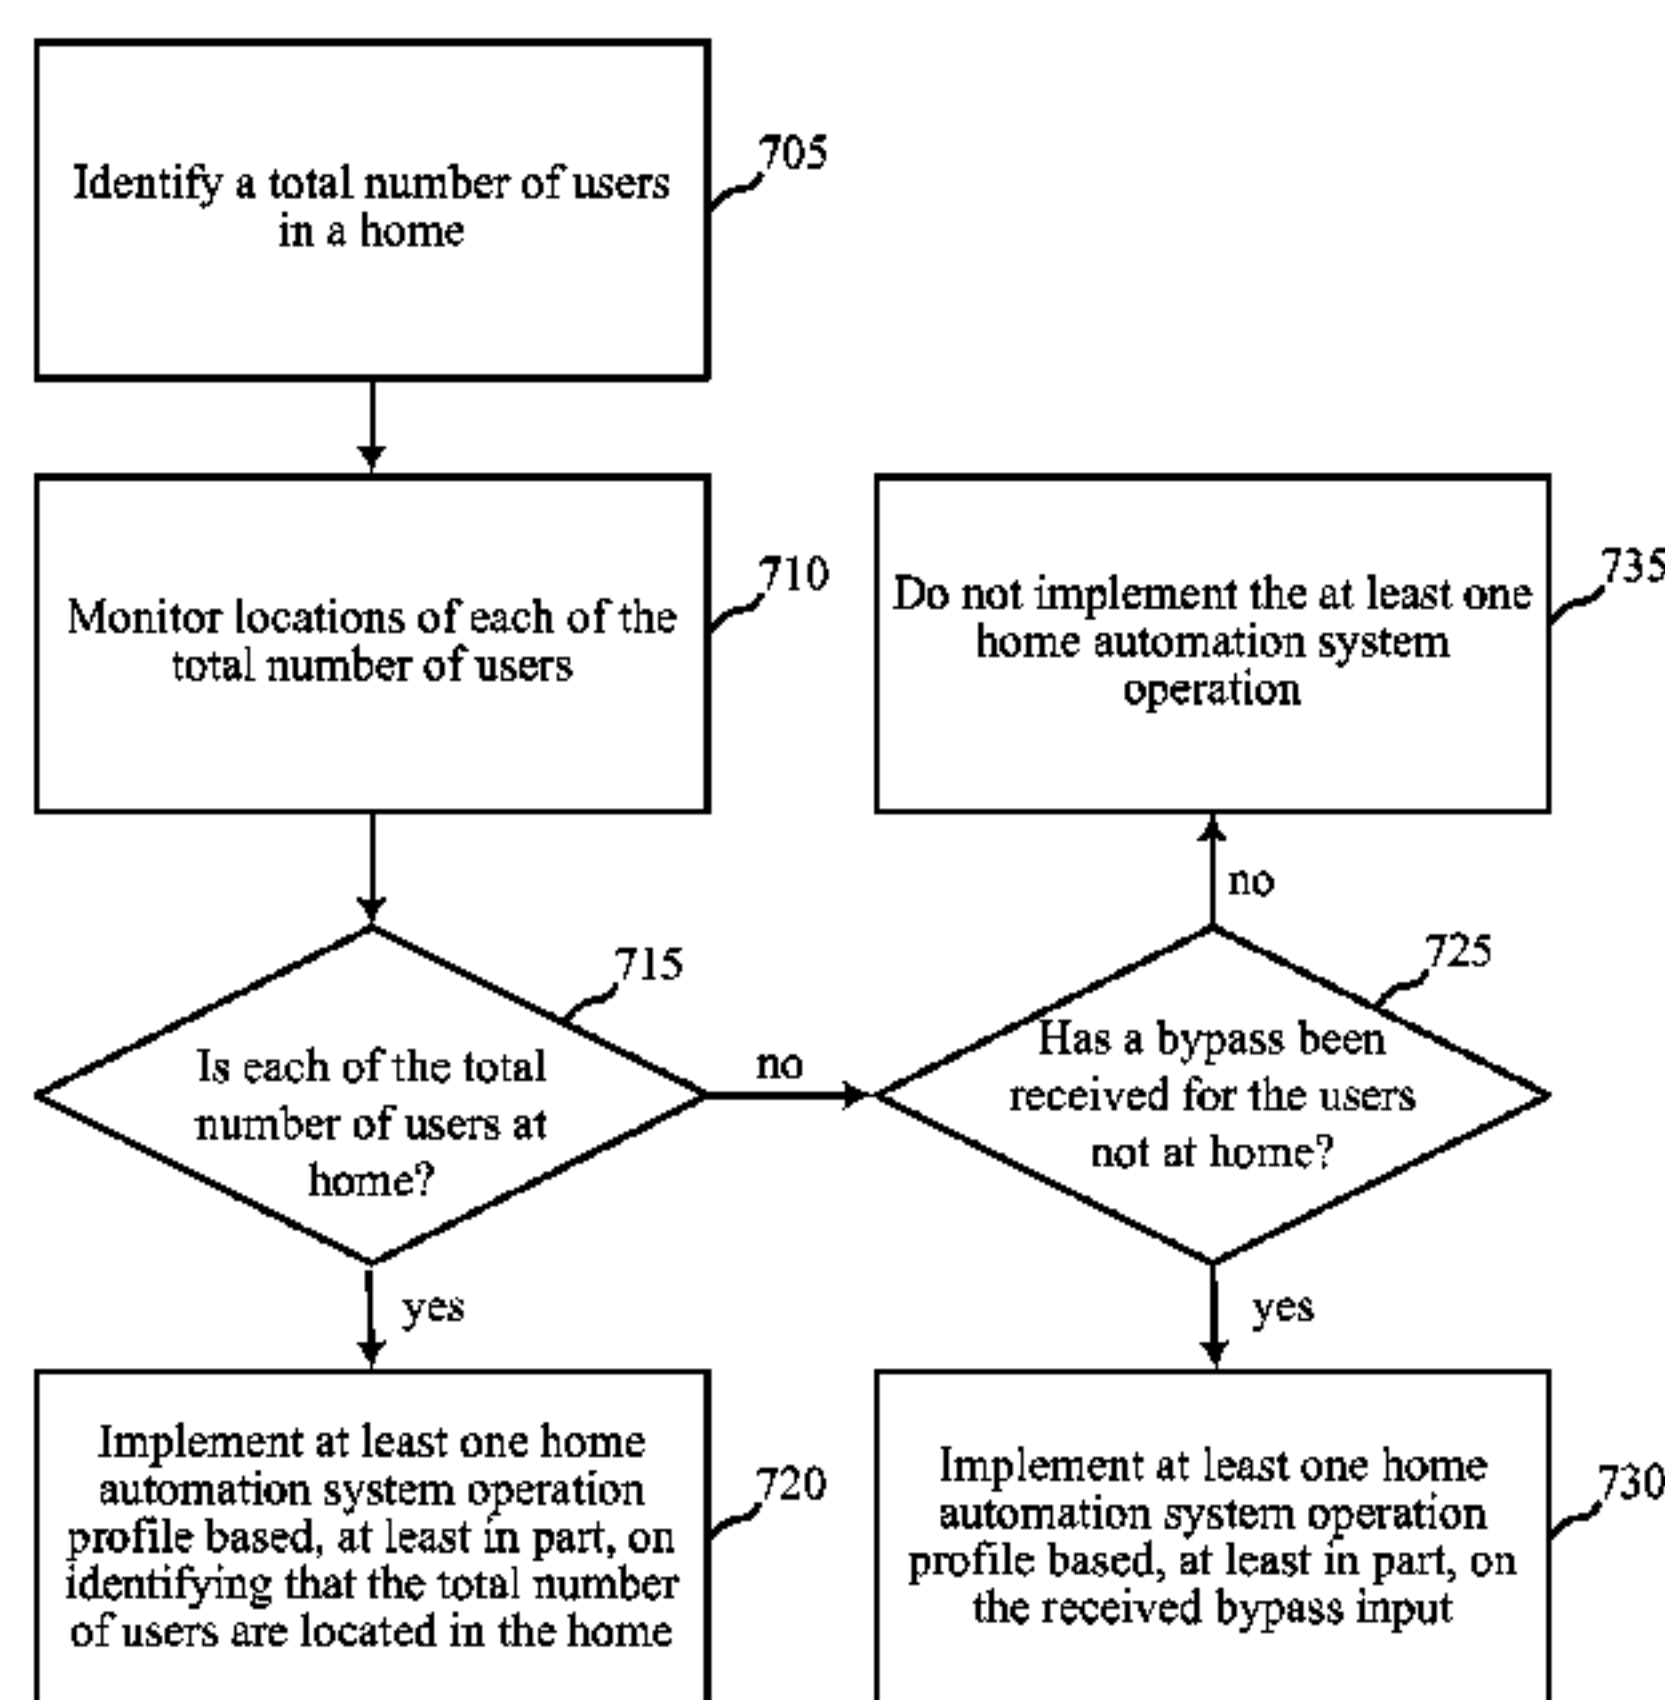 Identify a total number of users
in a home
705
Monitor locations of each of the
total number of users
710
Do not implement the at least one
home automation system
operation
735
no
715
Is each of the total
number of users at
home?
no
725
Has a bypass been
received for the users
not at home?
yes
yes
Implement at least one home
automation system operation
profile based, at least in part, on
identifying that the total number
of users are located in the home
720
Implement at least one home
automation system operation
profile based, at least in part, on
the received bypass input
730